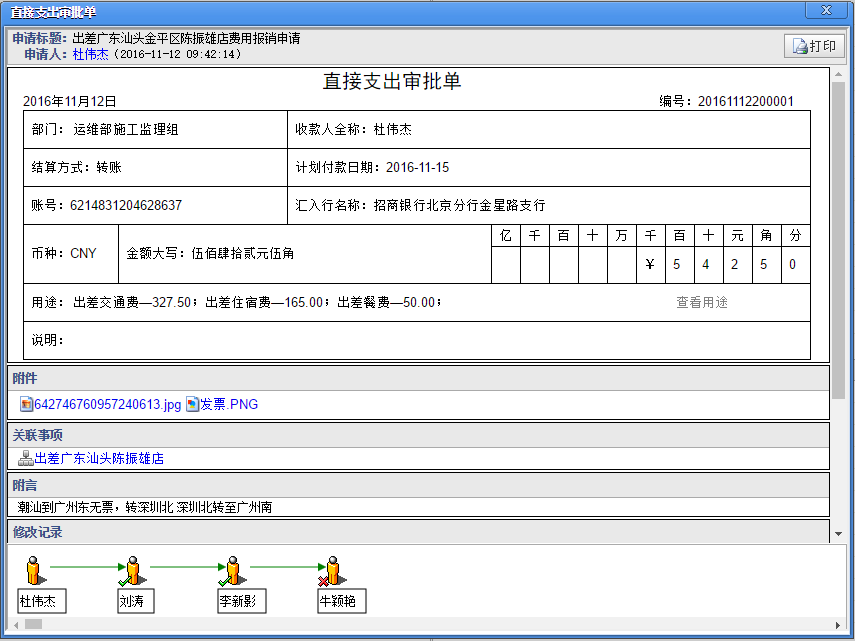 直接支出审批单
申请标题：出差广东汕头金平区陈振雄店费用报销申请
申请人：杜伟杰（2016-11-12 09:42:14）
打印
直接支出审批单
2016年11月12日 编号：20161112200001
部门：运维部施工监理组 收款人全称：杜伟杰
结算方式：转账 计划付款日期：2016-11-15
账号：6214831204628637 汇入行名称：招商银行北京分行金星路支行
亿 千 百 十 万 千 百 十 元 角 分
币种：CNY 金额大写：伍佰肆拾贰元伍角
¥ 5 4 2 5 0
用途：出差交通费—327.50；出差住宿费—165.00；出差餐费—50.00； 查看用途
说明：
附件
642746760957240613.jpg 发票.PNG
关联事项
出差广东汕头陈振雄店
附言
潮汕到广州东无票，转深圳北 深圳北转至广州南
修改记录
杜伟杰 刘涛 李新影 牛颖艳